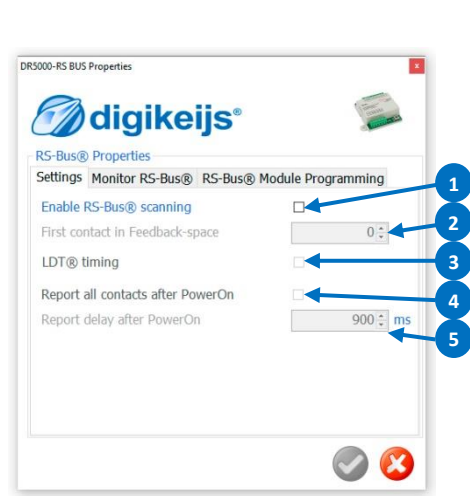 DR5000-RS BUS Properties
x
digikeijs®
RS-Bus® Properties
Settings Monitor RS-Bus® RS-Bus® Module Programming
1
Enable RS-Bus® scanning
2
First contact in Feedback-space 0
3
LDT® timing
4
Report all contacts after PowerOn
Report delay after PowerOn 900 ms
5